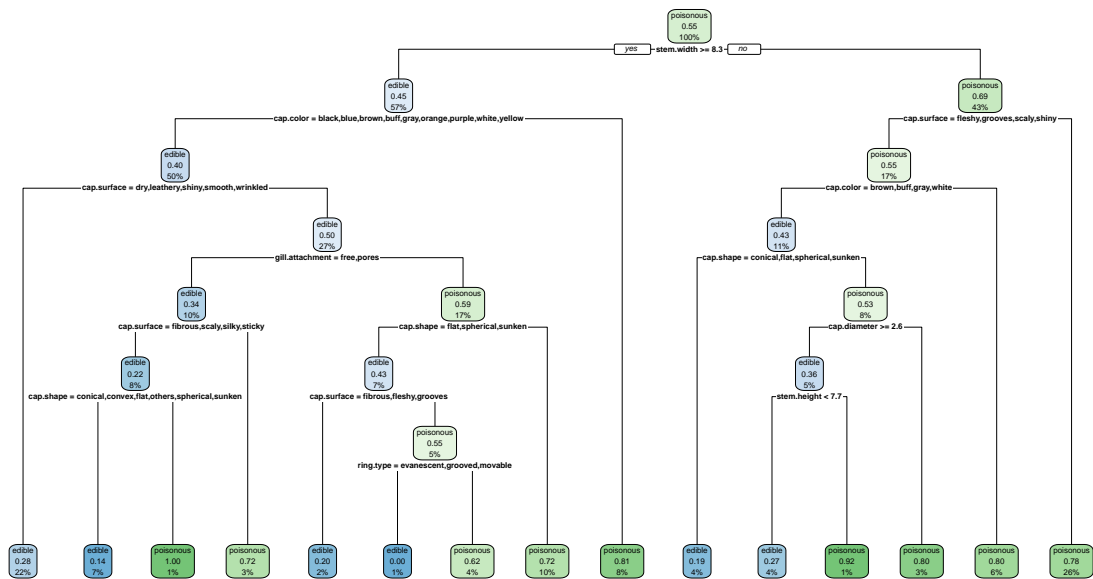 poisonous
0.55
100%
yes stem.width >= 8.3 no
edible
0.45
57%
poisonous
0.69
43%
cap.color = black,blue,brown,buff,gray,orange,purple,white,yellow
cap.surface = fleshy,grooves,scaly,shiny
edible
0.40
50%
poisonous
0.55
17%
cap.surface = dry,leathery,shiny,smooth,wrinkled
cap.color = brown,buff,gray,white
edible
0.50
27%
edible
0.43
11%
gill.attachment = free,pores
cap.shape = conical,flat,spherical,sunken
edible
0.34
10%
poisonous
0.59
17%
poisonous
0.53
8%
cap.surface = fibrous,scaly,silky,sticky
cap.shape = flat,spherical,sunken
cap.diameter >= 2.6
edible
0.22
8%
edible
0.43
7%
edible
0.36
5%
cap.shape = conical,convex,flat,others,spherical,sunken
cap.surface = fibrous,fleshy,grooves
stem.height < 7.7
poisonous
0.55
5%
ring.type = evanescent,grooved,movable
edible
0.28
22%
edible
0.14
7%
poisonous
1.00
1%
poisonous
0.72
3%
edible
0.20
2%
edible
0.00
1%
poisonous
0.62
4%
poisonous
0.72
10%
poisonous
0.81
8%
edible
0.19
4%
edible
0.27
4%
poisonous
0.92
1%
poisonous
0.80
3%
poisonous
0.80
6%
poisonous
0.78
26%